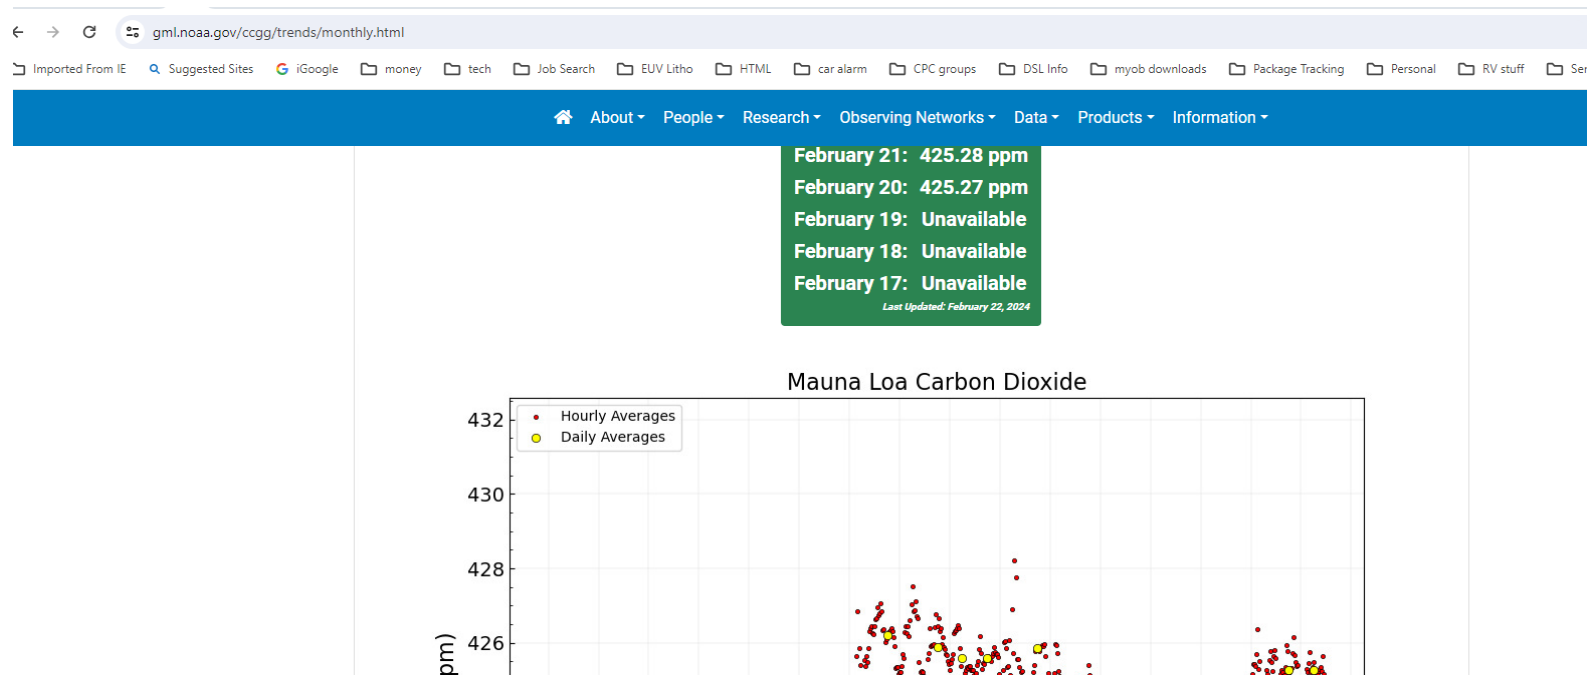 gml.noaa.gov/ccgg/trends/monthly.html
Imported From IE Suggested Sites iGoogle money tech Job Search EUV Litho HTML car alarm CPC groups DSL Info myob downloads Package Tracking Personal RV stuff Ser
About People Research Observing Networks Data Products Information
February 21: 425.28 ppm
February 20: 425.27 ppm
February 19: Unavailable
February 18: Unavailable
February 17: Unavailable
Last Updated: February 22, 2024
Mauna Loa Carbon Dioxide
Hourly Averages
Daily Averages
432
430
428
426
pm)